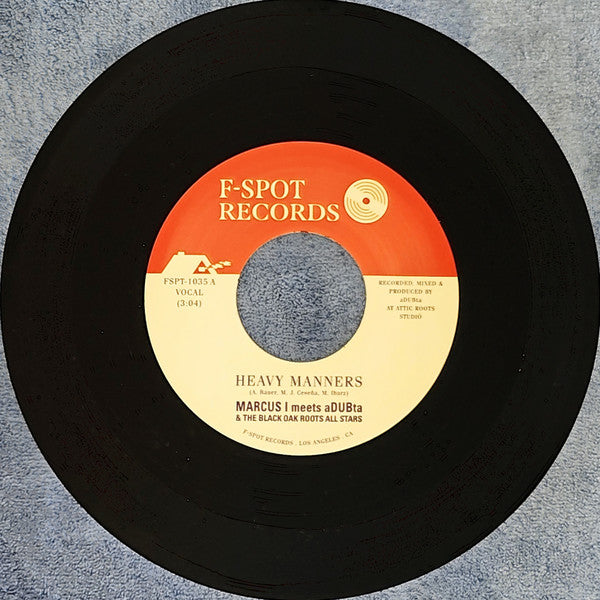 F-SPOT
RECORDS
FSPT-1035 A
VOCAL
(3:04)
RECORDED, MIXED &
PRODUCED BY
aDUBta
AT ATTIC ROOTS
STUDIO
HEAVY MANNERS
(A. Bauer, M. J. Ceseña, M. Ibarz)
MARCUS I meets aDUBta
& THE BLACK OAK ROOTS ALL STARS
F-SPOT RECORDS . LOS ANGELES . CA